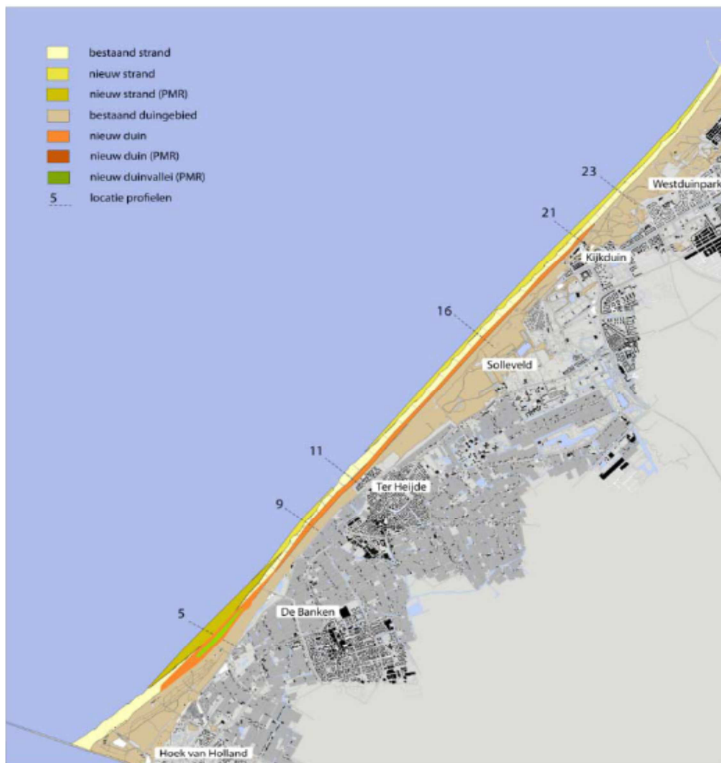 bestaand strand
nieuw strand
nieuw strand (PMR)
bestaand duingebied
nieuw duin
nieuw duin (PMR)
nieuw duinvallei (PMR)
5 locatie profielen
23
Westduinpark
21
Kijkduin
16
Solleveld
11
Ter Heijde
9
De Banken
5
Hoek van Holland